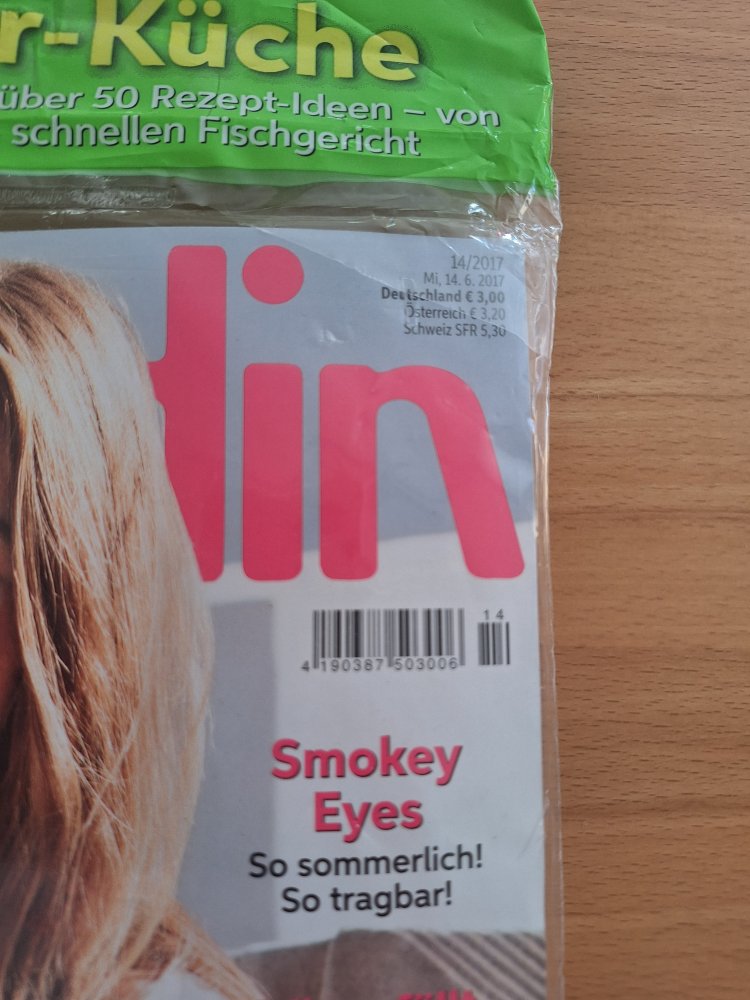 r-Küche
über 50 Rezept-Ideen – von
schnellen Fischgericht
14/2017
Mi, 14. 6. 2017
Deutschland € 3,00
Österreich € 3,20
Schweiz SFR 5,30
din
14
4 190387 503006
Smokey
Eyes
So sommerlich!
So tragbar!